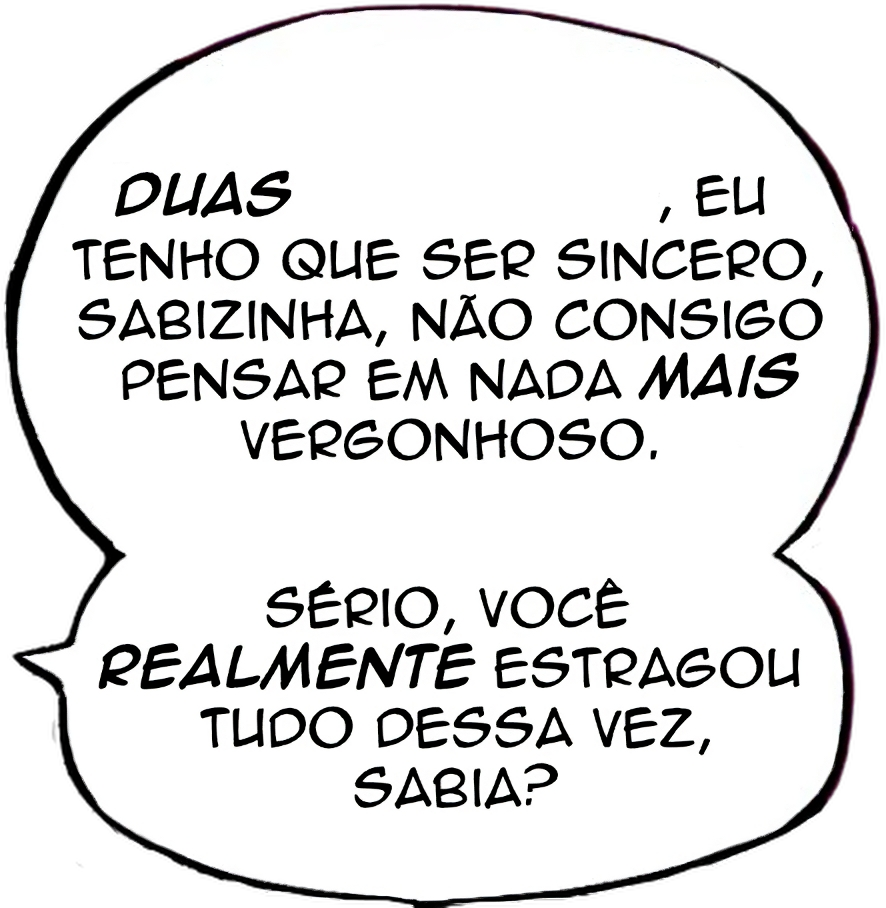 DUAS , EU
TENHO QUE SER SINCERO,
SABIZINHA, NÃO CONSIGO
PENSAR EM NADA MAIS
VERGONHOSO.
SÉRIO, VOCÊ
REALMENTE ESTRAGOU
TUDO DESSA VEZ,
SABIA?